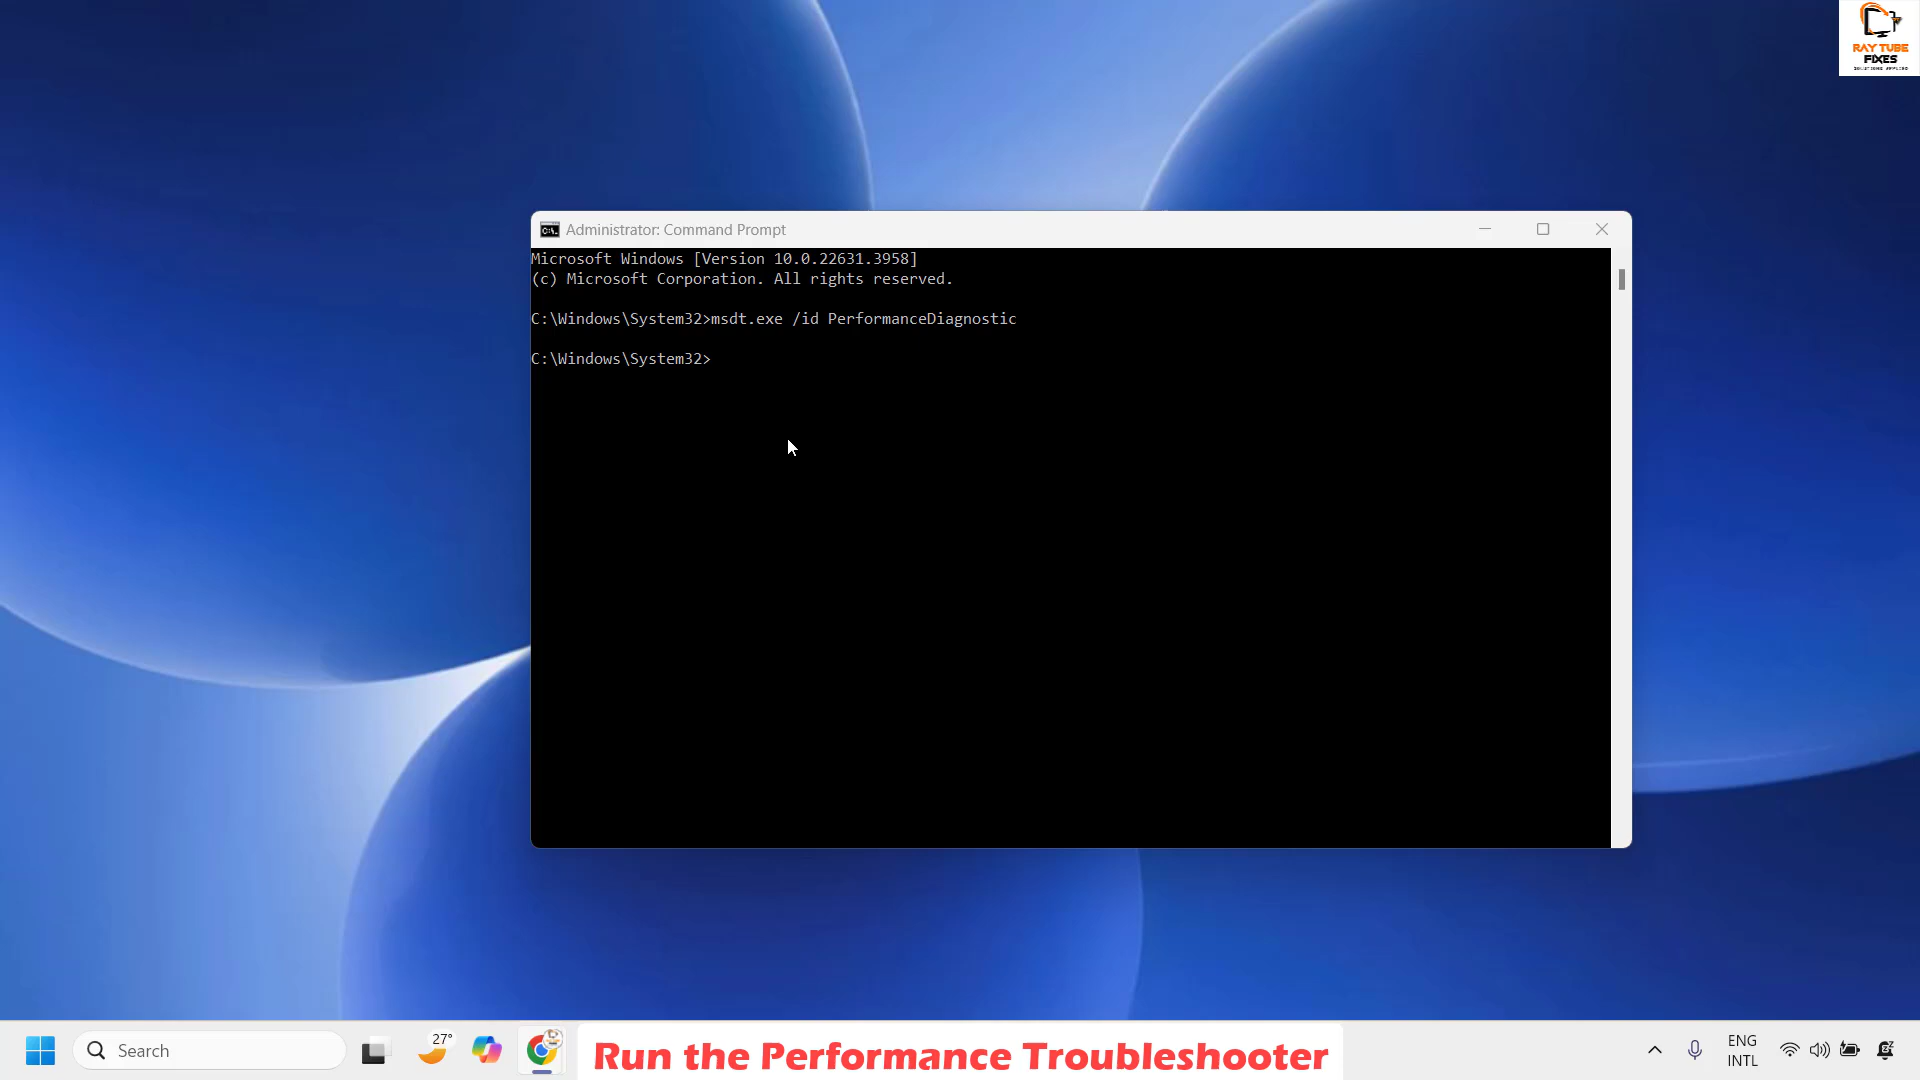 RAY TUBE
FIXES
Administrator: Command Prompt
Microsoft Windows [Version 10.0.22631.3958]
(c) Microsoft Corporation. All rights reserved.
C:\Windows\System32>msdt.exe /id PerformanceDiagnostic
C:\Windows\System32>
Search
27°
Run the Performance Troubleshooter
ENG
INTL